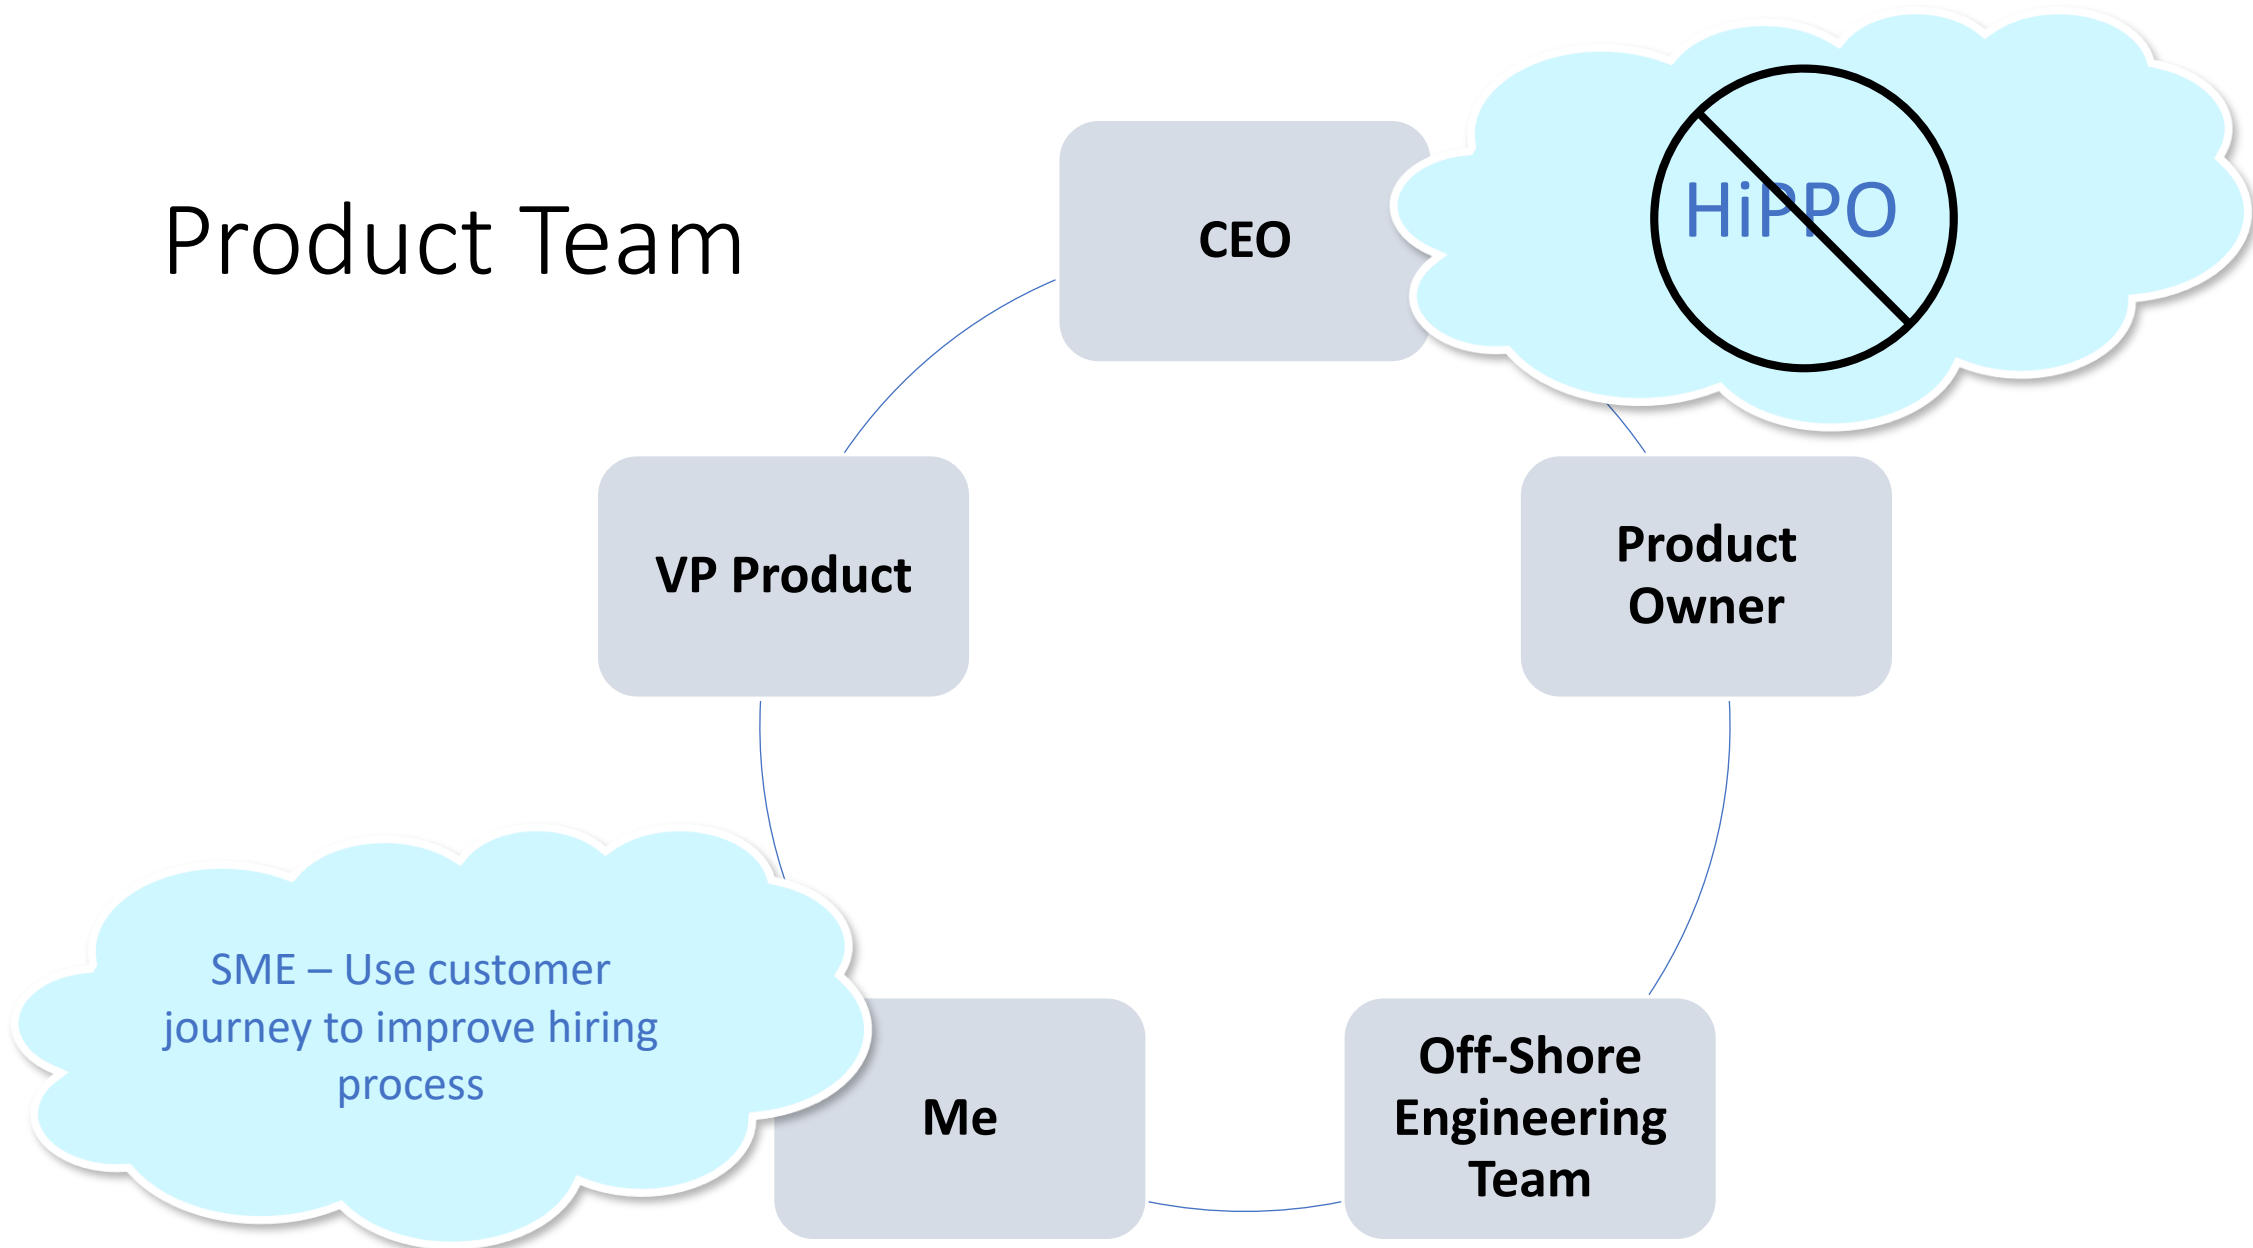 Product Team
CEO
HiPPO
VP Product
Product
Owner
SME – Use customer
journey to improve hiring
process
Me
Off-Shore
Engineering
Team